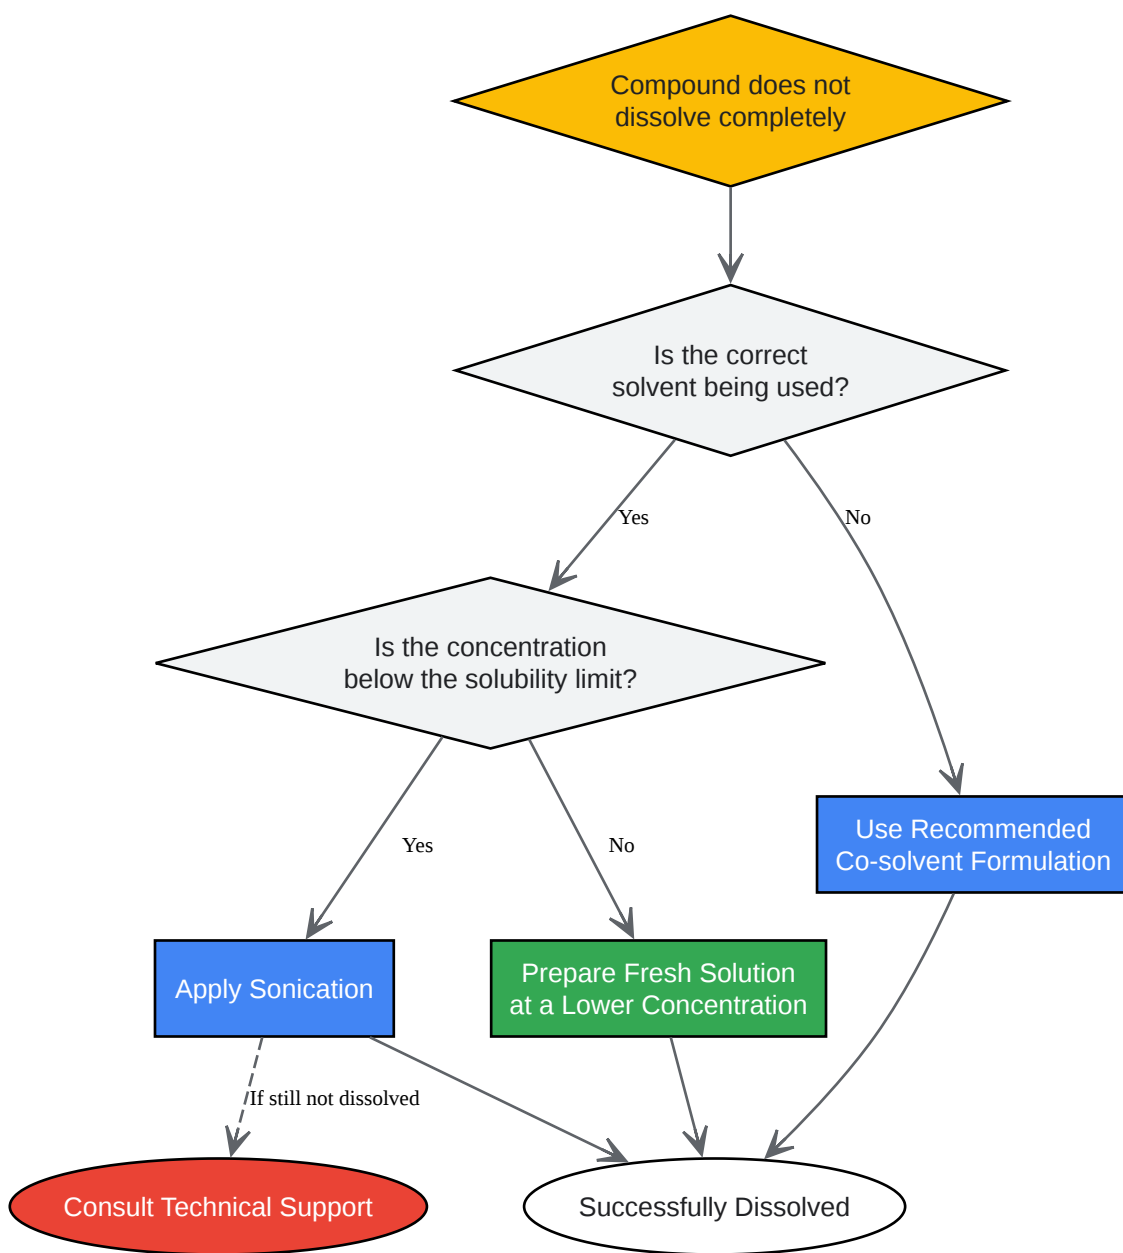 Compound does not
dissolve completely
Is the correct
solvent being used?
Yes
No
Is the concentration
below the solubility limit?
Yes
No
Use Recommended
Co-solvent Formulation
Apply Sonication
Prepare Fresh Solution
at a Lower Concentration
If still not dissolved
Consult Technical Support
Successfully Dissolved